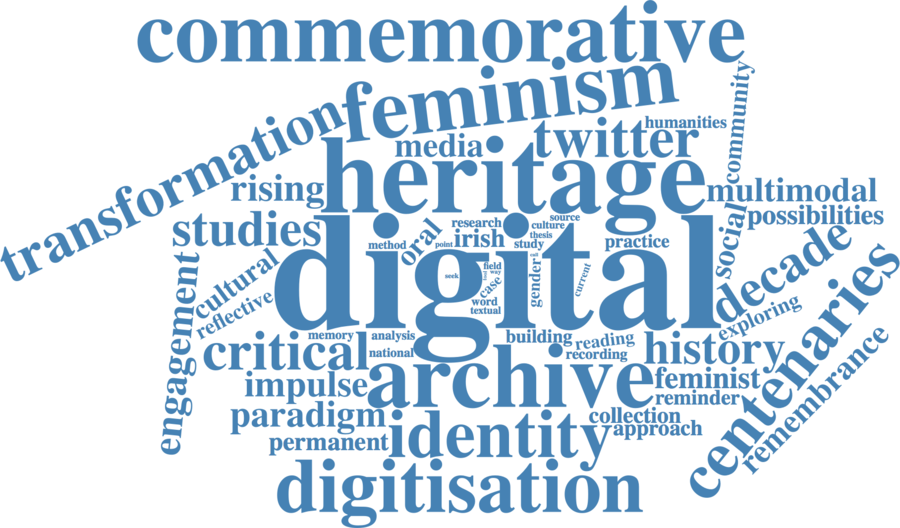 commemorative
feminism
transformation
community
humanities
twitter
media
heritage
rising
multimodal
possibilities
studies
oral
research
source
culture
thesis
irish
point
method
study
practice
social
decade
digital
gender
current
seek
field
way
case
word
textual
cultural
reflective
engagement
centenaries
exploring
remembrance
memory
analysis
national
building
reading
recording
critical
history
archive
impulse
feminist
reminder
paradigm
collection
approach
permanent
identity
digitisation